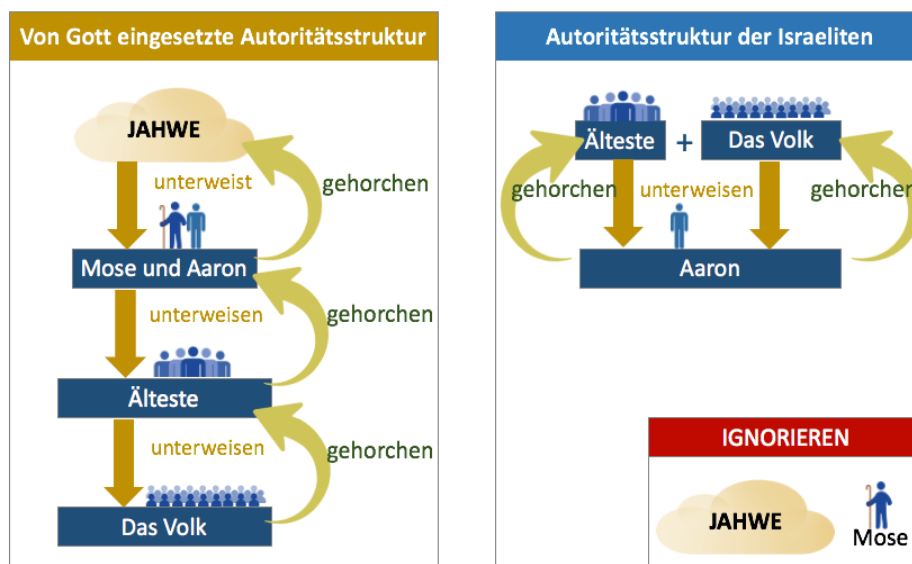 Von Gott eingesetzte Autoritätsstruktur
JAHWE
unterweist
gehorchen
Mose und Aaron
unterweisen
gehorchen
Älteste
unterweisen
gehorchen
Das Volk
Autoritätsstruktur der Israeliten
Älteste + Das Volk
gehorchen unterweisen gehorchen
Aaron
IGNORIEREN
JAHWE
Mose